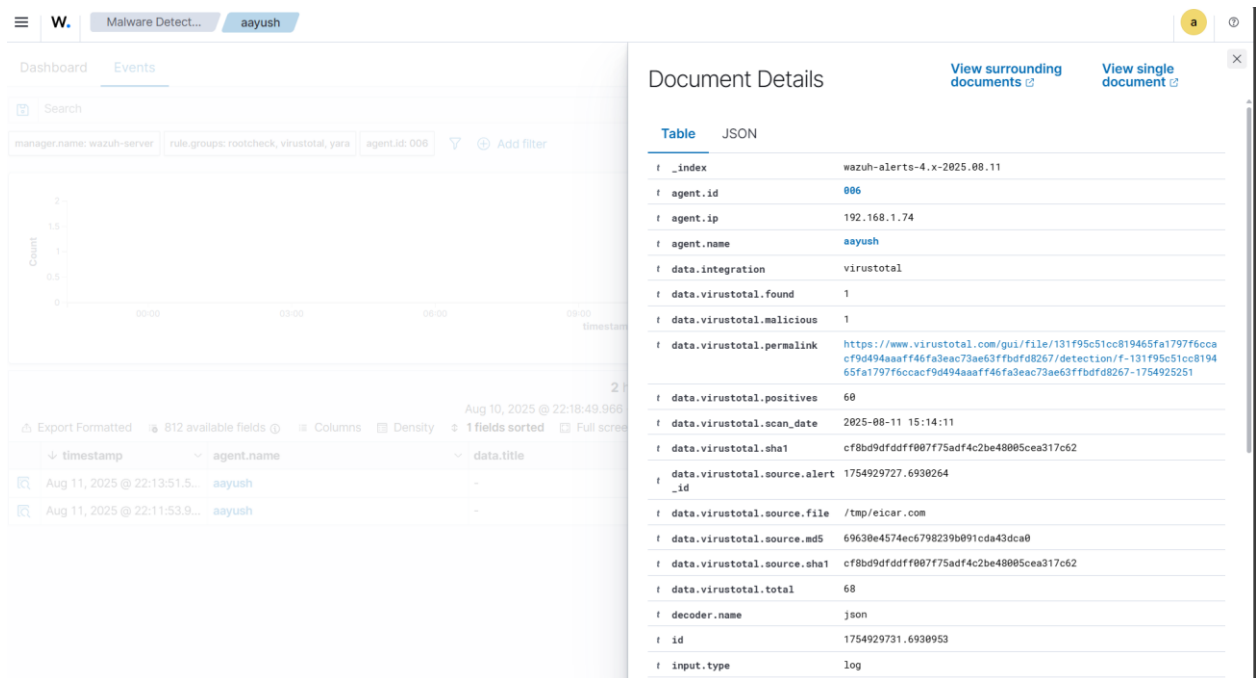 W.
Malware Detect...
aayush
a
Dashboard
Events
Search
manager.name: wazuh-server
rule.groups: rootcheck, virustotal, yara
agent.id: 006
Add filter
2
1.5
1
0.5
0
Count
00:00
03:00
06:00
09:00
timestam
2 h
Aug 10, 2025 @ 22:18:49.966
Export Formatted
812 available fields
Columns
Density
1 fields sorted
Full scree
timestamp
agent.name
data.title
Aug 11, 2025 @ 22:13:51.5... aayush -
Aug 11, 2025 @ 22:11:53.9... aayush -
Document Details
View surrounding
documents
View single
document
Table
JSON
t _index wazuh-alerts-4.x-2025.08.11
t agent.id 006
t agent.ip 192.168.1.74
t agent.name aayush
t data.integration virustotal
t data.virustotal.found 1
t data.virustotal.malicious 1
t data.virustotal.permalink https://www.virustotal.com/gui/file/131f95c51cc819465fa1797f6cca
cf9d494aaaff46fa3eac73ae63ffbdfd8267/detection/f-131f95c51cc8194
65fa1797f6ccacf9d494aaaff46fa3eac73ae63ffbdfd8267-1754925251
t data.virustotal.positives 60
t data.virustotal.scan_date 2025-08-11 15:14:11
t data.virustotal.sha1 cf8bd9dfddff007f75adf4c2be48005cea317c62
t data.virustotal.source.alert 1754929727.6930264
_id
t data.virustotal.source.file /tmp/eicar.com
t data.virustotal.source.md5 69630e4574ec6798239b091cda43dca0
t data.virustotal.source.sha1 cf8bd9dfddff007f75adf4c2be48005cea317c62
t data.virustotal.total 68
t decoder.name json
t id 1754929731.6930953
t input.type log